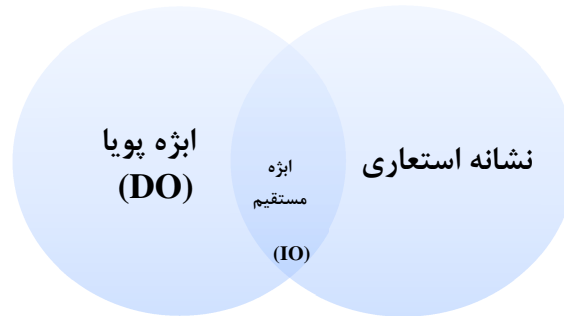 نشانه استعاری
ابژه
مستقیم
(IO)
ابژه پویا
(DO)